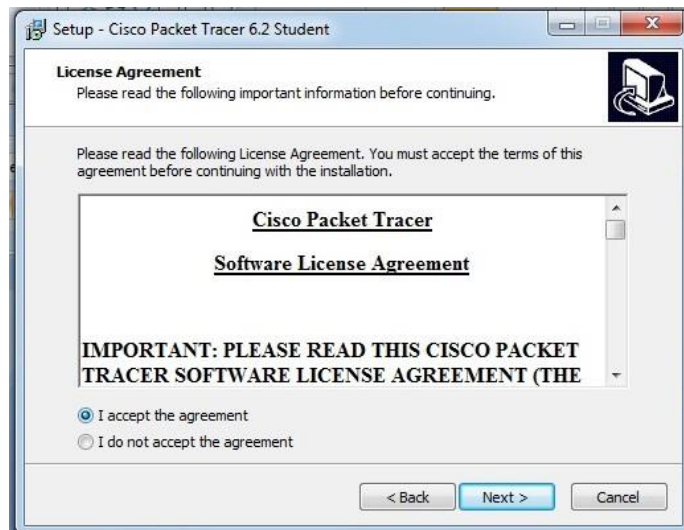 Setup - Cisco Packet Tracer 6.2 Student
License Agreement
Please read the following important information before continuing.
Please read the following License Agreement. You must accept the terms of this
agreement before continuing with the installation.
Cisco Packet Tracer
Software License Agreement
IMPORTANT: PLEASE READ THIS CISCO PACKET
TRACER SOFTWARE LICENSE AGREEMENT (THE
I accept the agreement
I do not accept the agreement
< Back Next > Cancel